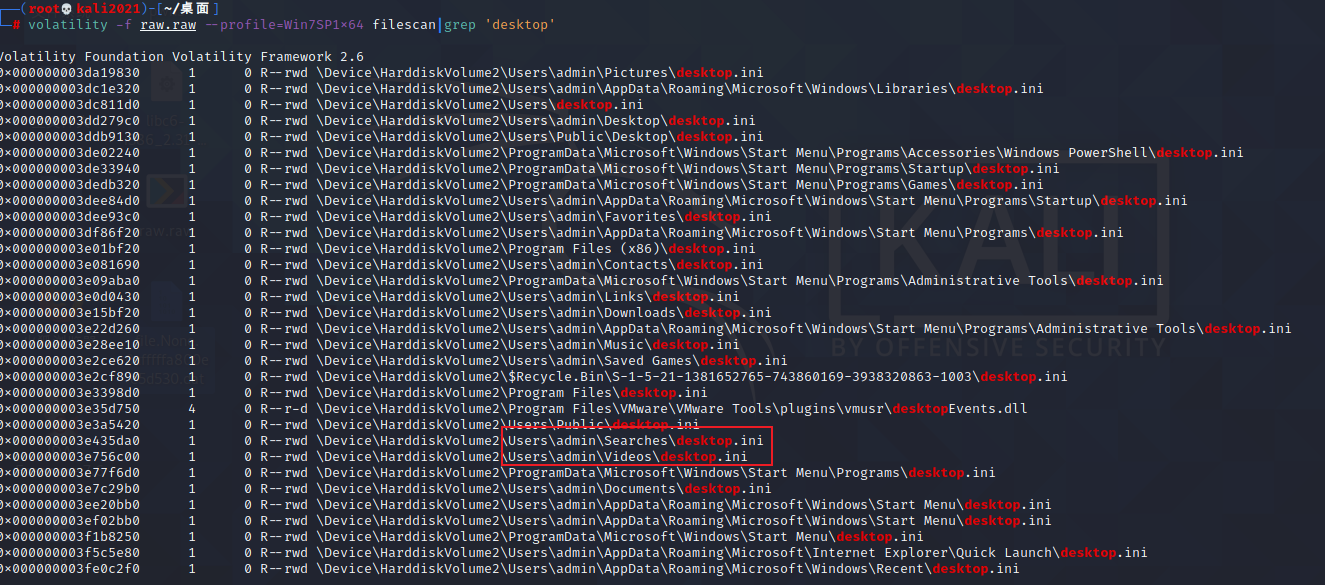 (root💀kali2021)-[~/桌面]
# volatility -f raw.raw --profile=Win7SP1×64 filescan|grep 'desktop'
Volatility Foundation Volatility Framework 2.6
0×000000003da19830 1 0 R--rwd \Device\HarddiskVolume2\Users\admin\Pictures\desktop.ini
0×000000003dc1e320 1 0 R--rwd \Device\HarddiskVolume2\Users\admin\AppData\Roaming\Microsoft\Windows\Libraries\desktop.ini
0×000000003dc811d0 1 0 R--rwd \Device\HarddiskVolume2\Users\desktop.ini
0×000000003dd279c0 1 0 R--rwd \Device\HarddiskVolume2\Users\admin\Desktop\desktop.ini
0×000000003ddb9130 1 0 R--rwd \Device\HarddiskVolume2\Users\Public\Desktop\desktop.ini
0×000000003de02240 1 0 R--rwd \Device\HarddiskVolume2\ProgramData\Microsoft\Windows\Start Menu\Programs\Accessories\Windows PowerShell\desktop.ini
0×000000003de33940 1 0 R--rwd \Device\HarddiskVolume2\ProgramData\Microsoft\Windows\Start Menu\Programs\Startup\desktop.ini
0×000000003dedb320 1 0 R--rwd \Device\HarddiskVolume2\ProgramData\Microsoft\Windows\Start Menu\Programs\Games\desktop.ini
0×000000003dee84d0 1 0 R--rwd \Device\HarddiskVolume2\Users\admin\AppData\Roaming\Microsoft\Windows\Start Menu\Programs\Startup\desktop.ini
0×000000003dee93c0 1 0 R--rwd \Device\HarddiskVolume2\Users\admin\Favorites\desktop.ini
0×000000003df86f20 1 0 R--rwd \Device\HarddiskVolume2\Users\admin\AppData\Roaming\Microsoft\Windows\Start Menu\Programs\desktop.ini
0×000000003e01bf20 1 0 R--rwd \Device\HarddiskVolume2\Program Files (x86)\desktop.ini
0×000000003e081690 1 0 R--rwd \Device\HarddiskVolume2\Users\admin\Contacts\desktop.ini
0×000000003e09aba0 1 0 R--rwd \Device\HarddiskVolume2\ProgramData\Microsoft\Windows\Start Menu\Programs\Administrative Tools\desktop.ini
0×000000003e0d0430 1 0 R--rwd \Device\HarddiskVolume2\Users\admin\Links\desktop.ini
0×000000003e15bf20 1 0 R--rwd \Device\HarddiskVolume2\Users\admin\Downloads\desktop.ini
0×000000003e22d260 1 0 R--rwd \Device\HarddiskVolume2\Users\admin\AppData\Roaming\Microsoft\Windows\Start Menu\Programs\Administrative Tools\desktop.ini
0×000000003e28ee10 1 0 R--rwd \Device\HarddiskVolume2\Users\admin\Music\desktop.ini
0×000000003e2ce620 1 0 R--rwd \Device\HarddiskVolume2\Users\admin\Saved Games\desktop.ini
0×000000003e2cf890 1 0 R--rwd \Device\HarddiskVolume2\$Recycle.Bin\S-1-5-21-1381652765-743860169-3938320863-1003\desktop.ini
0×000000003e3398d0 1 0 R--rwd \Device\HarddiskVolume2\Program Files\desktop.ini
0×000000003e35d750 4 0 R--r-d \Device\HarddiskVolume2\Program Files\VMware\VMware Tools\plugins\vmusr\desktopEvents.dll
0×000000003e3a5420 1 0 R--rwd \Device\HarddiskVolume2\Users\Public\desktop.ini
0×000000003e435da0 1 0 R--rwd \Device\HarddiskVolume2\Users\admin\Searches\desktop.ini
0×000000003e756c00 1 0 R--rwd \Device\HarddiskVolume2\Users\admin\Videos\desktop.ini
0×000000003e77f6d0 1 0 R--rwd \Device\HarddiskVolume2\ProgramData\Microsoft\Windows\Start Menu\Programs\desktop.ini
0×000000003e7c29b0 1 0 R--rwd \Device\HarddiskVolume2\Users\admin\Documents\desktop.ini
0×000000003ee20bb0 1 0 R--rwd \Device\HarddiskVolume2\Users\admin\AppData\Roaming\Microsoft\Windows\Start Menu\desktop.ini
0×000000003ef02bb0 1 0 R--rwd \Device\HarddiskVolume2\Users\admin\AppData\Roaming\Microsoft\Windows\Start Menu\desktop.ini
0×000000003f1b8250 1 0 R--rwd \Device\HarddiskVolume2\ProgramData\Microsoft\Windows\Start Menu\desktop.ini
0×000000003f5c5e80 1 0 R--rwd \Device\HarddiskVolume2\Users\admin\AppData\Roaming\Microsoft\Internet Explorer\Quick Launch\desktop.ini
0×000000003fe0c2f0 1 0 R--rwd \Device\HarddiskVolume2\Users\admin\AppData\Roaming\Microsoft\Windows\Recent\desktop.ini
KALI
BY OFFENSIVE SECURITY